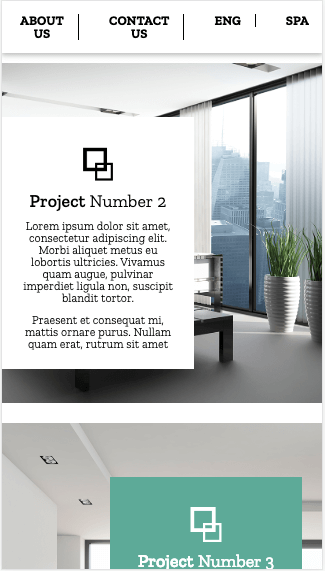 ABOUT US
CONTACT US
ENG
SPA
Project Number 2
Lorem ipsum dolor sit amet,
consectetur adipiscing elit.
Morbi aliquet metus eu
lobortis ultricies. Vivamus
quam augue, pulvinar
imperdiet ligula non, suscipit
blandit tortor.
Praesent et consequat mi,
mattis ornare purus. Nullam
quam erat, rutrum sit amet
Project Number 3